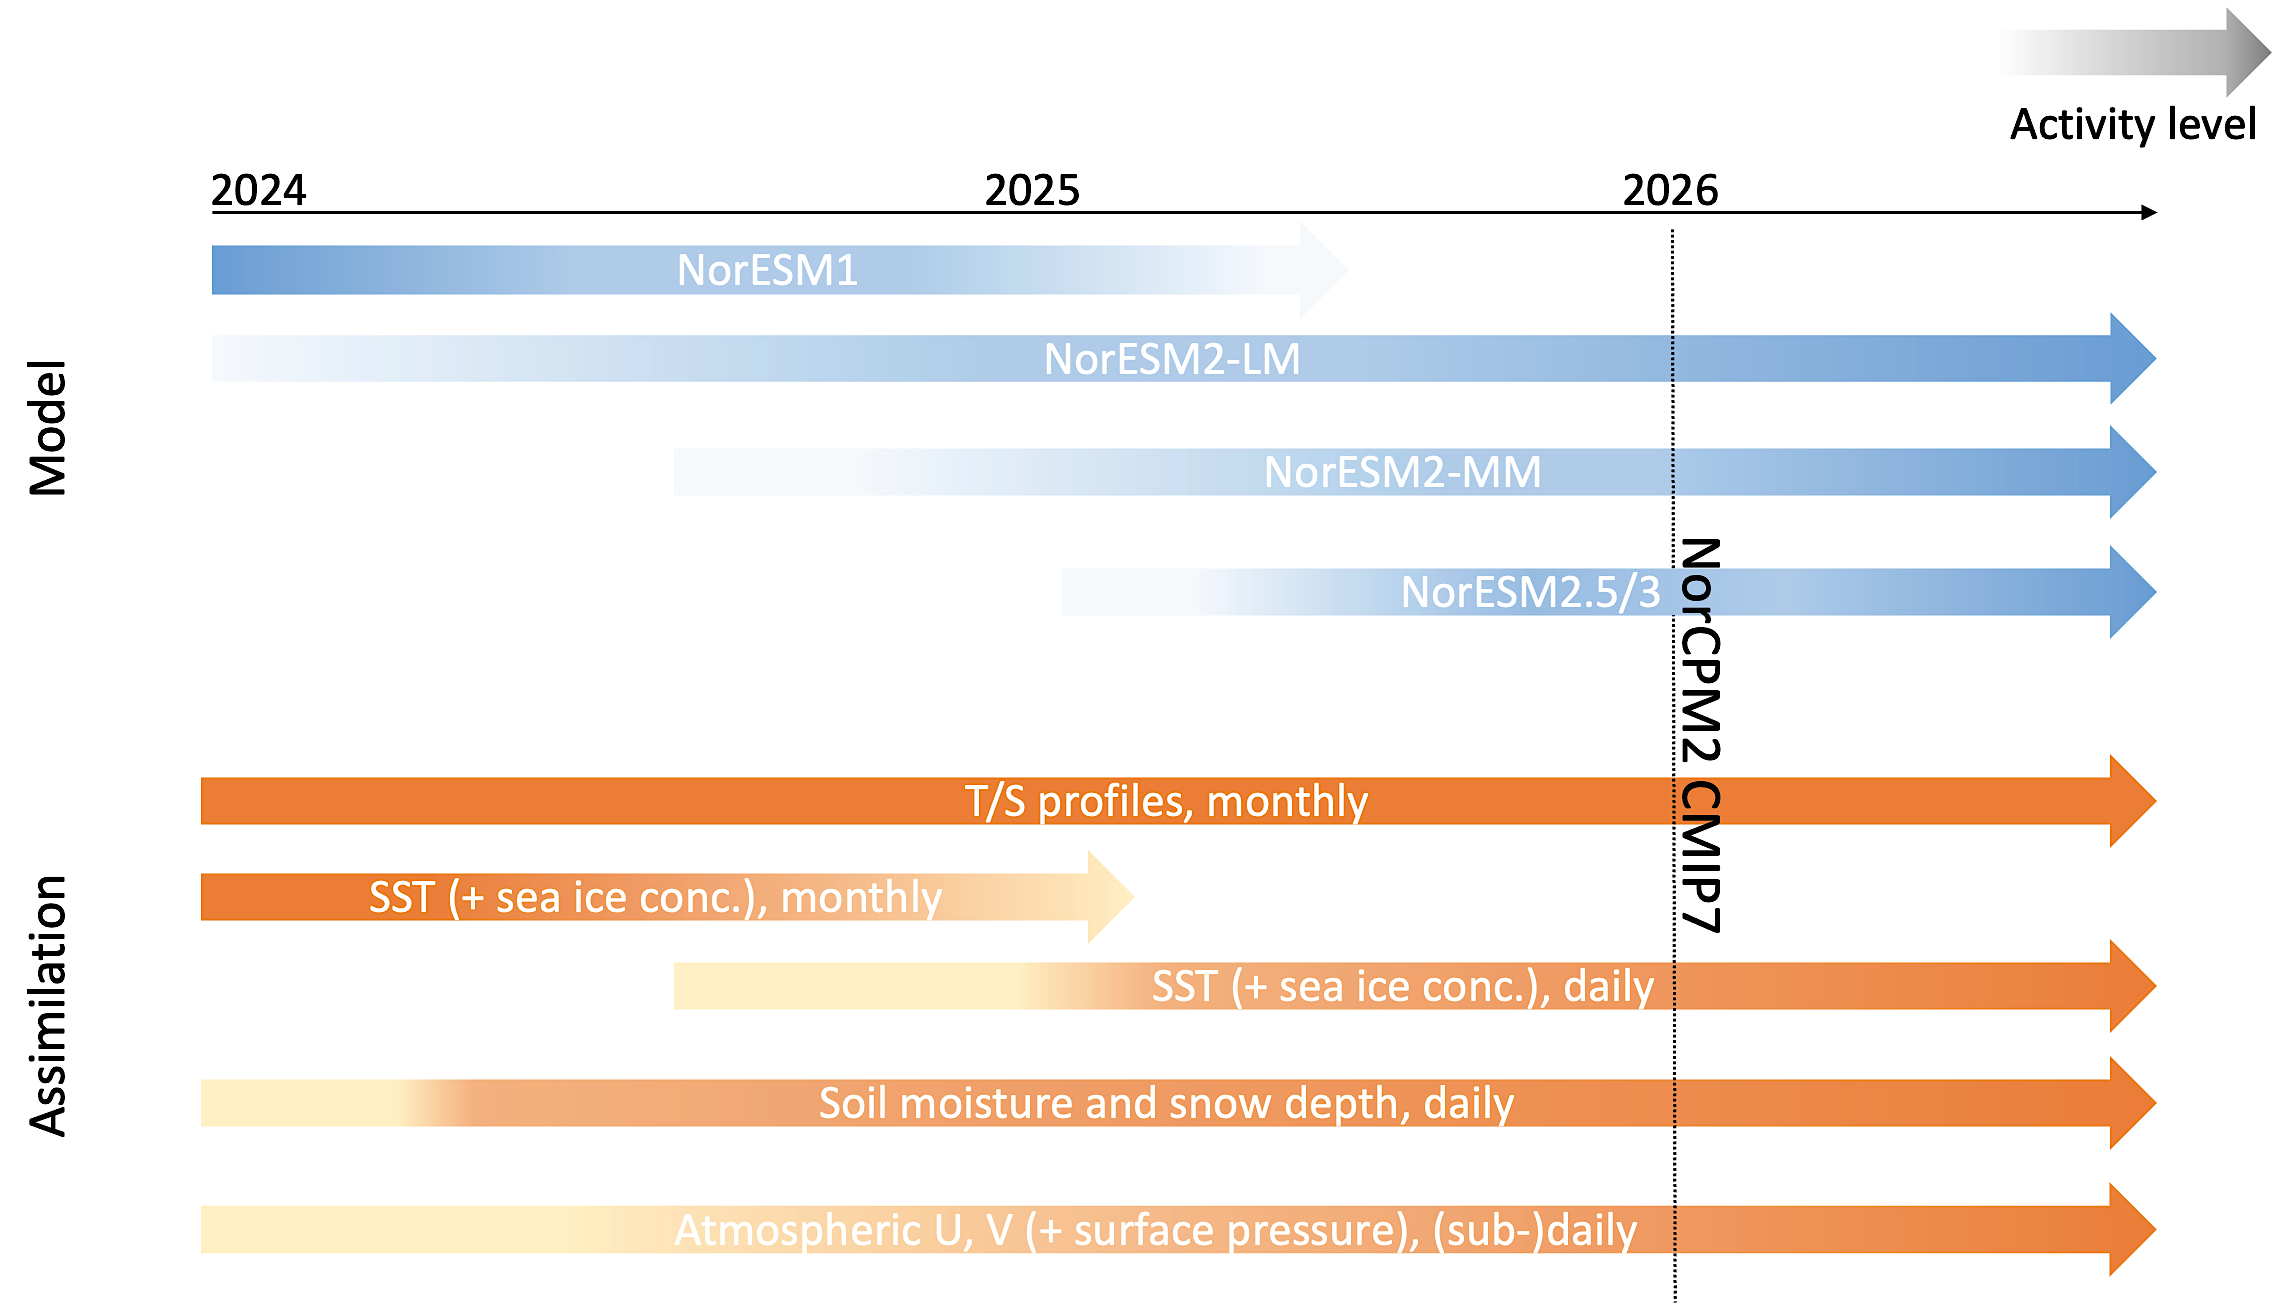 Activity level
2024 2025 2026
Model
NorESM1
NorESM2-LM
NorESM2-MM
NorESM2.5/3
NorCPM2 CMIP7
Assimilation
T/S profiles, monthly
SST (+ sea ice conc.), monthly
SST (+ sea ice conc.), daily
Soil moisture and snow depth, daily
Atmospheric U, V (+ surface pressure), (sub-)daily